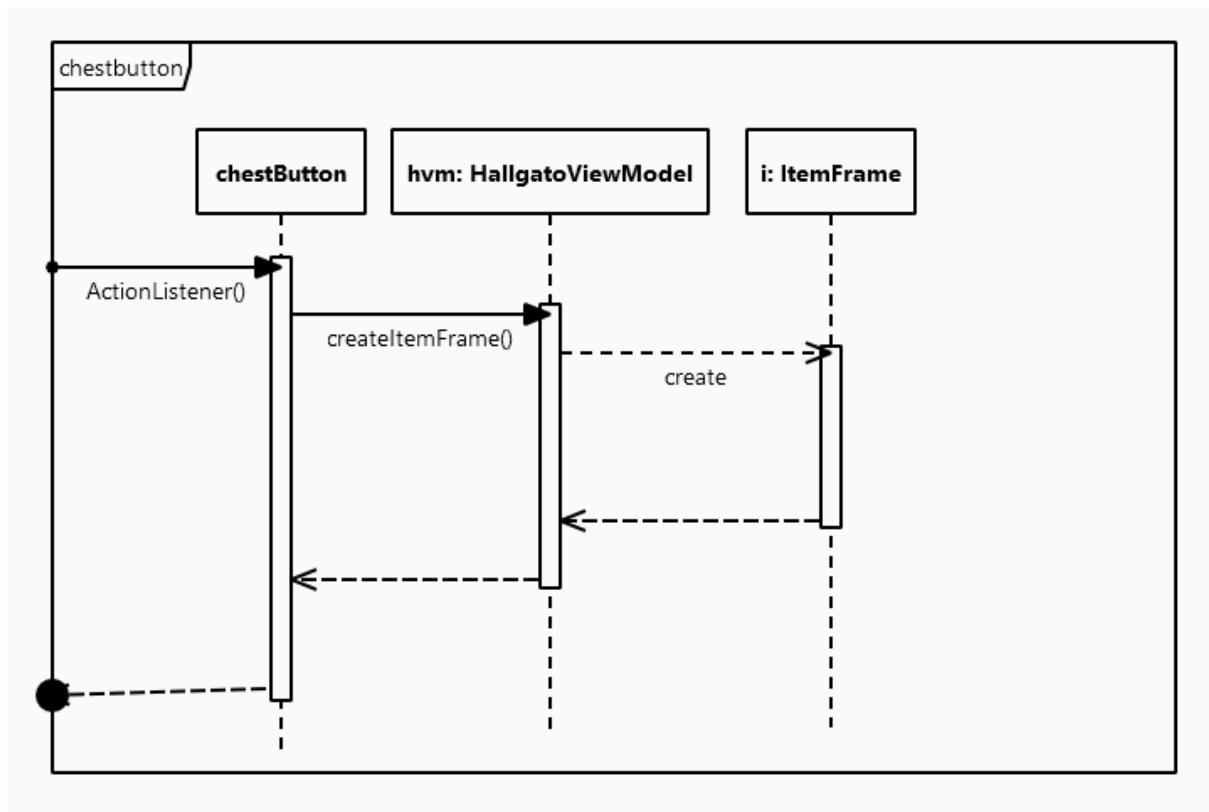 chestbutton
chestButton
hvm: HallgatoViewModel
i: ItemFrame
ActionListener()
createItemFrame()
create